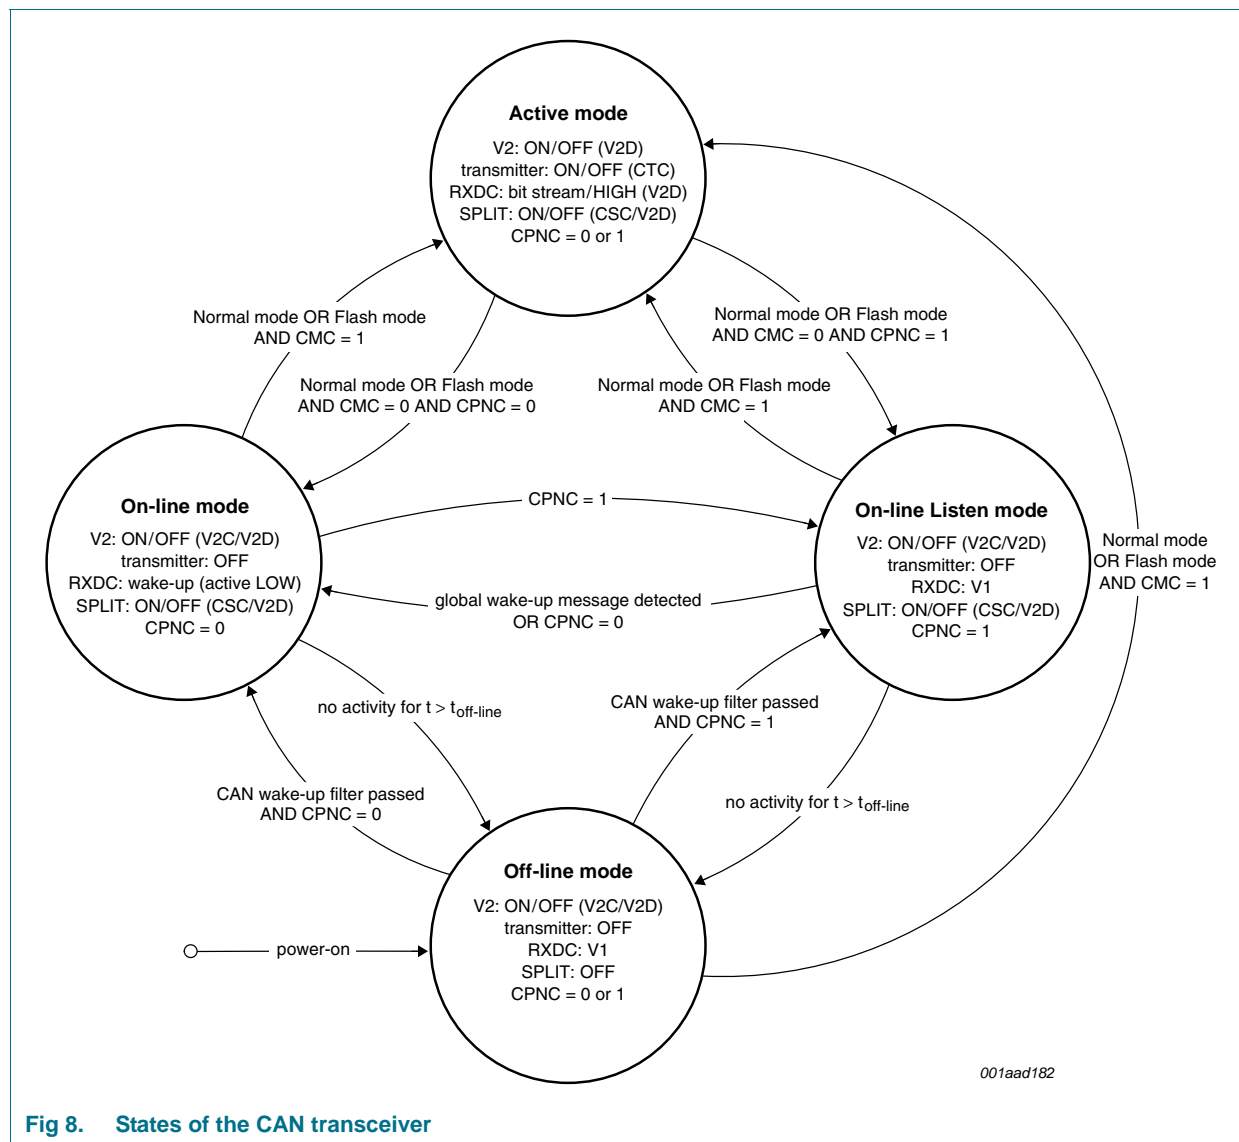 Active mode
V2: ON/OFF (V2D)
transmitter: ON/OFF (CTC)
RXDC: bit stream/HIGH (V2D)
SPLIT: ON/OFF (CSC/V2D)
CPNC = 0 or 1
Normal mode OR Flash mode
AND CMC = 1
Normal mode OR Flash mode
AND CMC = 0 AND CPNC = 1
Normal mode OR Flash mode
AND CMC = 0 AND CPNC = 0
Normal mode OR Flash mode
AND CMC = 1
On-line mode
V2: ON/OFF (V2C/V2D)
transmitter: OFF
RXDC: wake-up (active LOW)
SPLIT: ON/OFF (CSC/V2D)
CPNC = 0
CPNC = 1
On-line Listen mode
V2: ON/OFF (V2C/V2D)
transmitter: OFF
RXDC: V1
SPLIT: ON/OFF (CSC/V2D)
CPNC = 1
Normal mode
OR Flash mode
AND CMC = 1
global wake-up message detected
OR CPNC = 0
no activity for t > toff-line
CAN wake-up filter passed
AND CPNC = 1
CAN wake-up filter passed
AND CPNC = 0
no activity for t > toff-line
Off-line mode
V2: ON/OFF (V2C/V2D)
transmitter: OFF
RXDC: V1
SPLIT: OFF
CPNC = 0 or 1
power-on
001aad182
Fig 8. States of the CAN transceiver